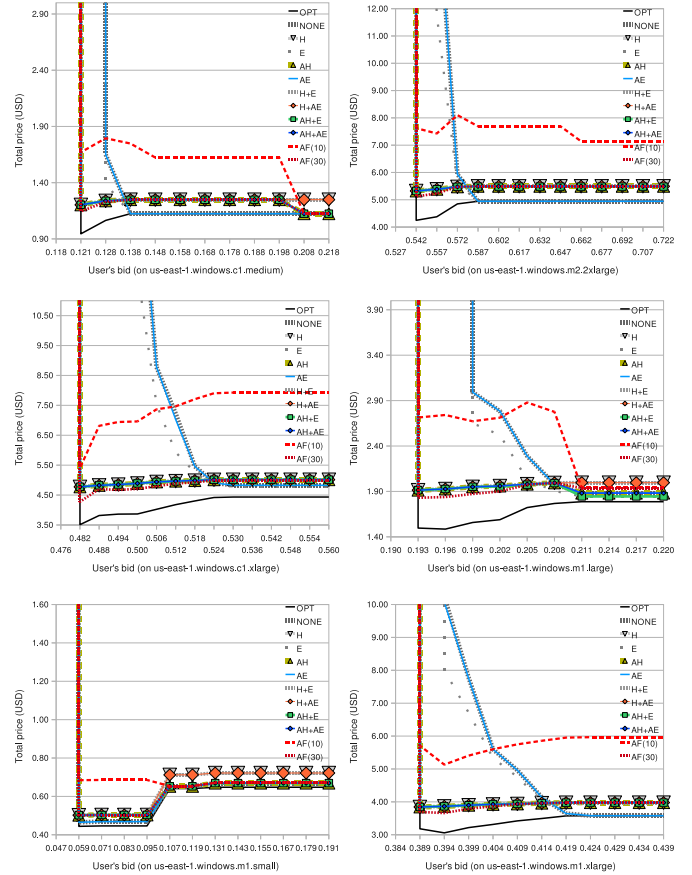 2.90
2.40
1.90
1.40
0.90
Total price (USD)
0.118 0.121 0.128 0.138 0.148 0.158 0.168 0.178 0.188 0.198 0.208 0.218
User's bid (on us-east-1.windows.c1.medium)
OPT
NONE
H
E
AH
AE
H+E
H+AE
AH+E
AH+AE
AF(10)
AF(30)
12.00
11.00
10.00
9.00
8.00
7.00
6.00
5.00
4.00
Total price (USD)
0.542 0.572 0.602 0.632 0.662 0.692 0.722
0.527 0.557 0.587 0.617 0.647 0.677 0.707
User's bid (on us-east-1.windows.m2.2xlarge)
OPT
NONE
H
E
AH
AE
H+E
H+AE
AH+E
AH+AE
AF(10)
AF(30)
10.50
9.50
8.50
7.50
6.50
5.50
4.50
3.50
Total price (USD)
0.482 0.494 0.506 0.518 0.530 0.542 0.554
0.476 0.488 0.500 0.512 0.524 0.536 0.548 0.560
User's bid (on us-east-1.windows.c1.xlarge)
OPT
NONE
H
E
AH
AE
H+E
H+AE
AH+E
AH+AE
AF(10)
AF(30)
3.90
3.40
2.90
2.40
1.90
1.40
Total price (USD)
0.190 0.193 0.196 0.199 0.202 0.205 0.208 0.211 0.214 0.217 0.220
User's bid (on us-east-1.windows.m1.large)
OPT
NONE
H
E
AH
AE
H+E
H+AE
AH+E
AH+AE
AF(10)
AF(30)
1.60
1.40
1.20
1.00
0.80
0.60
0.40
Total price (USD)
0.047 0.059 0.071 0.083 0.095 0.107 0.119 0.131 0.143 0.155 0.167 0.179 0.191
User's bid (on us-east-1.windows.m1.small)
OPT
NONE
H
E
AH
AE
H+E
H+AE
AH+E
AH+AE
AF(10)
AF(30)
10.00
9.00
8.00
7.00
6.00
5.00
4.00
3.00
Total price (USD)
0.384 0.389 0.394 0.399 0.404 0.409 0.414 0.419 0.424 0.429 0.434 0.439
User's bid (on us-east-1.windows.m1.xlarge)
OPT
NONE
H
E
AH
AE
H+E
H+AE
AH+E
AH+AE
AF(10)
AF(30)